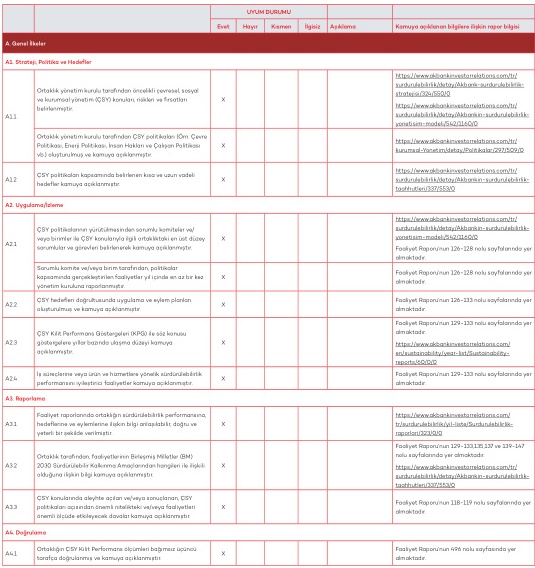 UYUM DURUMU
Evet Hayır Kısmen İlgisiz Açıklama Kamuya açıklanan bilgilere ilişkin rapor bilgisi
A. Genel İlkeler
A1. Strateji, Politika ve Hedefler
A1.1
Ortaklık yönetim kurulu tarafından öncelikli çevresel, sosyal
ve kurumsal yönetim (ÇSY) konuları, riskleri ve fırsatları
belirlenmiştir.
X
https://www.akbankinvestorrelations.com/tr/
surdurulebilirlik/detay/Akbank-surdurulebilirlik-
stratejisi/324/550/0
https://www.akbankinvestorrelations.com/tr/
surdurulebilirlik/detay/Akbankin-surdurulebilirlik-
yonetisim-modeli/542/1160/0
Ortaklık yönetim kurulu tarafından ÇSY politikaları (Örn: Çevre
Politikası, Enerji Politikası, İnsan Hakları ve Çalışan Politikası
vb.) oluşturulmuş ve kamuya açıklanmıştır.
X
https://www.akbankinvestorrelations.com/tr/
kurumsal-Yonetim/detay/Politikalar/297/509/0
A1.2
ÇSY politikaları kapsamında belirlenen kısa ve uzun vadeli
hedefler kamuya açıklanmıştır.
X
https://www.akbankinvestorrelations.com/tr/
surdurulebilirlik/detay/Akbankin-surdurulebilirlik-
taahhutleri/337/553/0
A2. Uygulama/İzleme
A2.1
ÇSY politikalarının yürütülmesinden sorumlu komiteler ve/
veya birimler ile ÇSY konularıyla ilgili ortaklıktaki en üst düzey
sorumlular ve görevleri belirlenerek kamuya açıklanmıştır.
X
https://www.akbankinvestorrelations.com/tr/
surdurulebilirlik/detay/Akbankin-surdurulebilirlik-
yonetisim-modeli/542/1160/0
Faaliyet Raporu'nun 126-128 nolu sayfalarında yer
almaktadır.
Sorumlu komite ve/veya birim tarafından, politikalar
kapsamında gerçekleştirilen faaliyetler yıl içinde en az bir kez
yönetim kuruluna raporlanmıştır.
X
Faaliyet Raporu'nun 126-128 nolu sayfalarında yer
almaktadır.
A2.2
ÇSY hedefleri doğrultusunda uygulama ve eylem planları
oluşturulmuş ve kamuya açıklanmıştır.
X
Faaliyet Raporu'nun 126-133 nolu sayfalarında yer
almaktadır.
A2.3
ÇSY Kilit Performans Göstergeleri (KPG) ile söz konusu
göstergelere yıllar bazında ulaşma düzeyi kamuya
açıklanmıştır.
X
Faaliyet Raporu'nun 129-133 nolu sayfalarında yer
almaktadır.
https://www.akbankinvestorrelations.com/
en/sustainability/year-list/Sustainability-
reports/60/0/0
A2.4
İş süreçlerine veya ürün ve hizmetlere yönelik sürdürülebilirlik
performansını iyileştirici faaliyetler kamuya açıklanmıştır.
X
Faaliyet Raporu'nun 129-133 nolu sayfalarında yer
almaktadır.
A3. Raporlama
A3.1
Faaliyet raporlarında ortaklığın sürdürülebilirlik performansına,
hedeflerine ve eylemlerine ilişkin bilgi anlaşılabilir, doğru ve
yeterli bir şekilde verilmiştir.
X
https://www.akbankinvestorrelations.com/
tr/surdurulebilirlik/yil-liste/Surdurulebilirlik-
raporlari/323/0/0
A3.2
Ortaklık tarafından, faaliyetlerinin Birleşmiş Milletler (BM)
2030 Sürdürülebilir Kalkınma Amaçlarından hangileri ile ilişkili
olduğuna ilişkin bilgi kamuya açıklanmıştır.
X
Faaliyet Raporu'nun 129-133,135,137 ve 139-147
nolu sayfalarında yer almaktadır.
https://www.akbankinvestorrelations.com/tr/
surdurulebilirlik/detay/Akbankin-surdurulebilirlik-
taahhutleri/337/553/0
A3.3
ÇSY konularında aleyhte açılan ve/veya sonuçlanan, ÇSY
politikaları açısından önemli nitelikteki ve/veya faaliyetleri
önemli ölçüde etkileyecek davalar kamuya açıklanmıştır.
X
Faaliyet Raporu'nun 118-119 nolu sayfalarında yer
almaktadır.
A4. Doğrulama
A4.1
Ortaklığın ÇSY Kilit Performans ölçümleri bağımsız üçüncü
tarafça doğrulanmış ve kamuya açıklanmıştır.
X
Faaliyet Raporu'nun 496 nolu sayfasında yer
almaktadır.